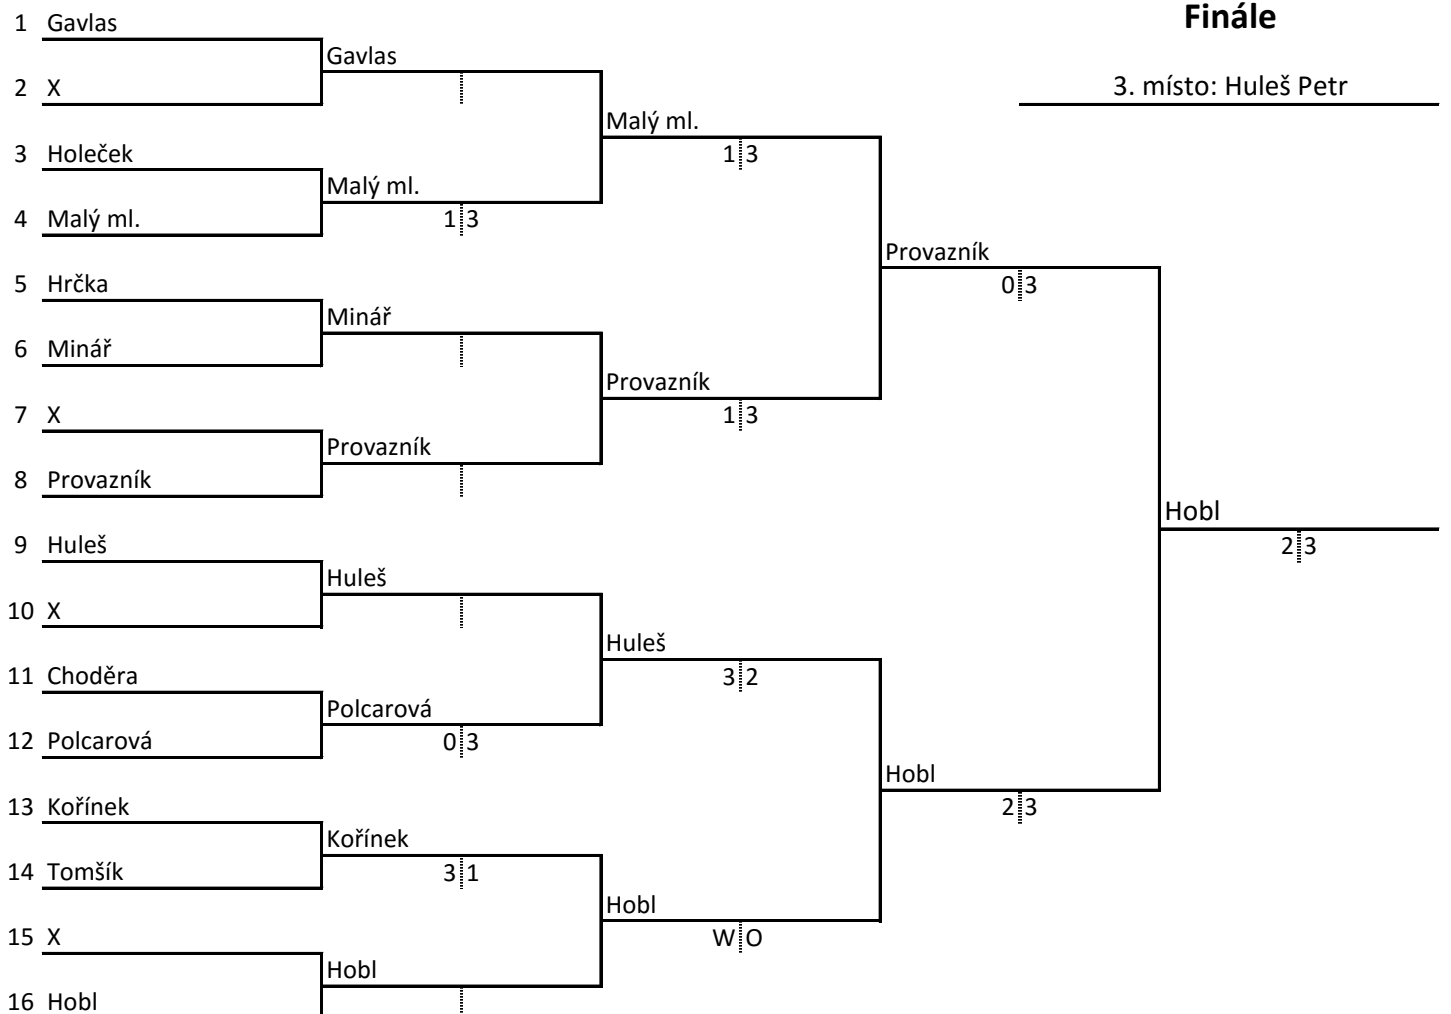 Finále
3. místo: Huleš Petr
1 Gavlas
Gavlas
2 X
Malý ml.
1 3
3 Holeček
Malý ml.
1 3
4 Malý ml.
Provazník
0 3
5 Hrčka
Minář
6 Minář
Provazník
1 3
7 X
Provazník
8 Provazník
Hobl
2 3
9 Huleš
Huleš
10 X
Huleš
3 2
11 Choděra
Polcarová
0 3
12 Polcarová
Hobl
2 3
13 Kořínek
Kořínek
3 1
14 Tomšík
Hobl
W O
15 X
Hobl
16 Hobl